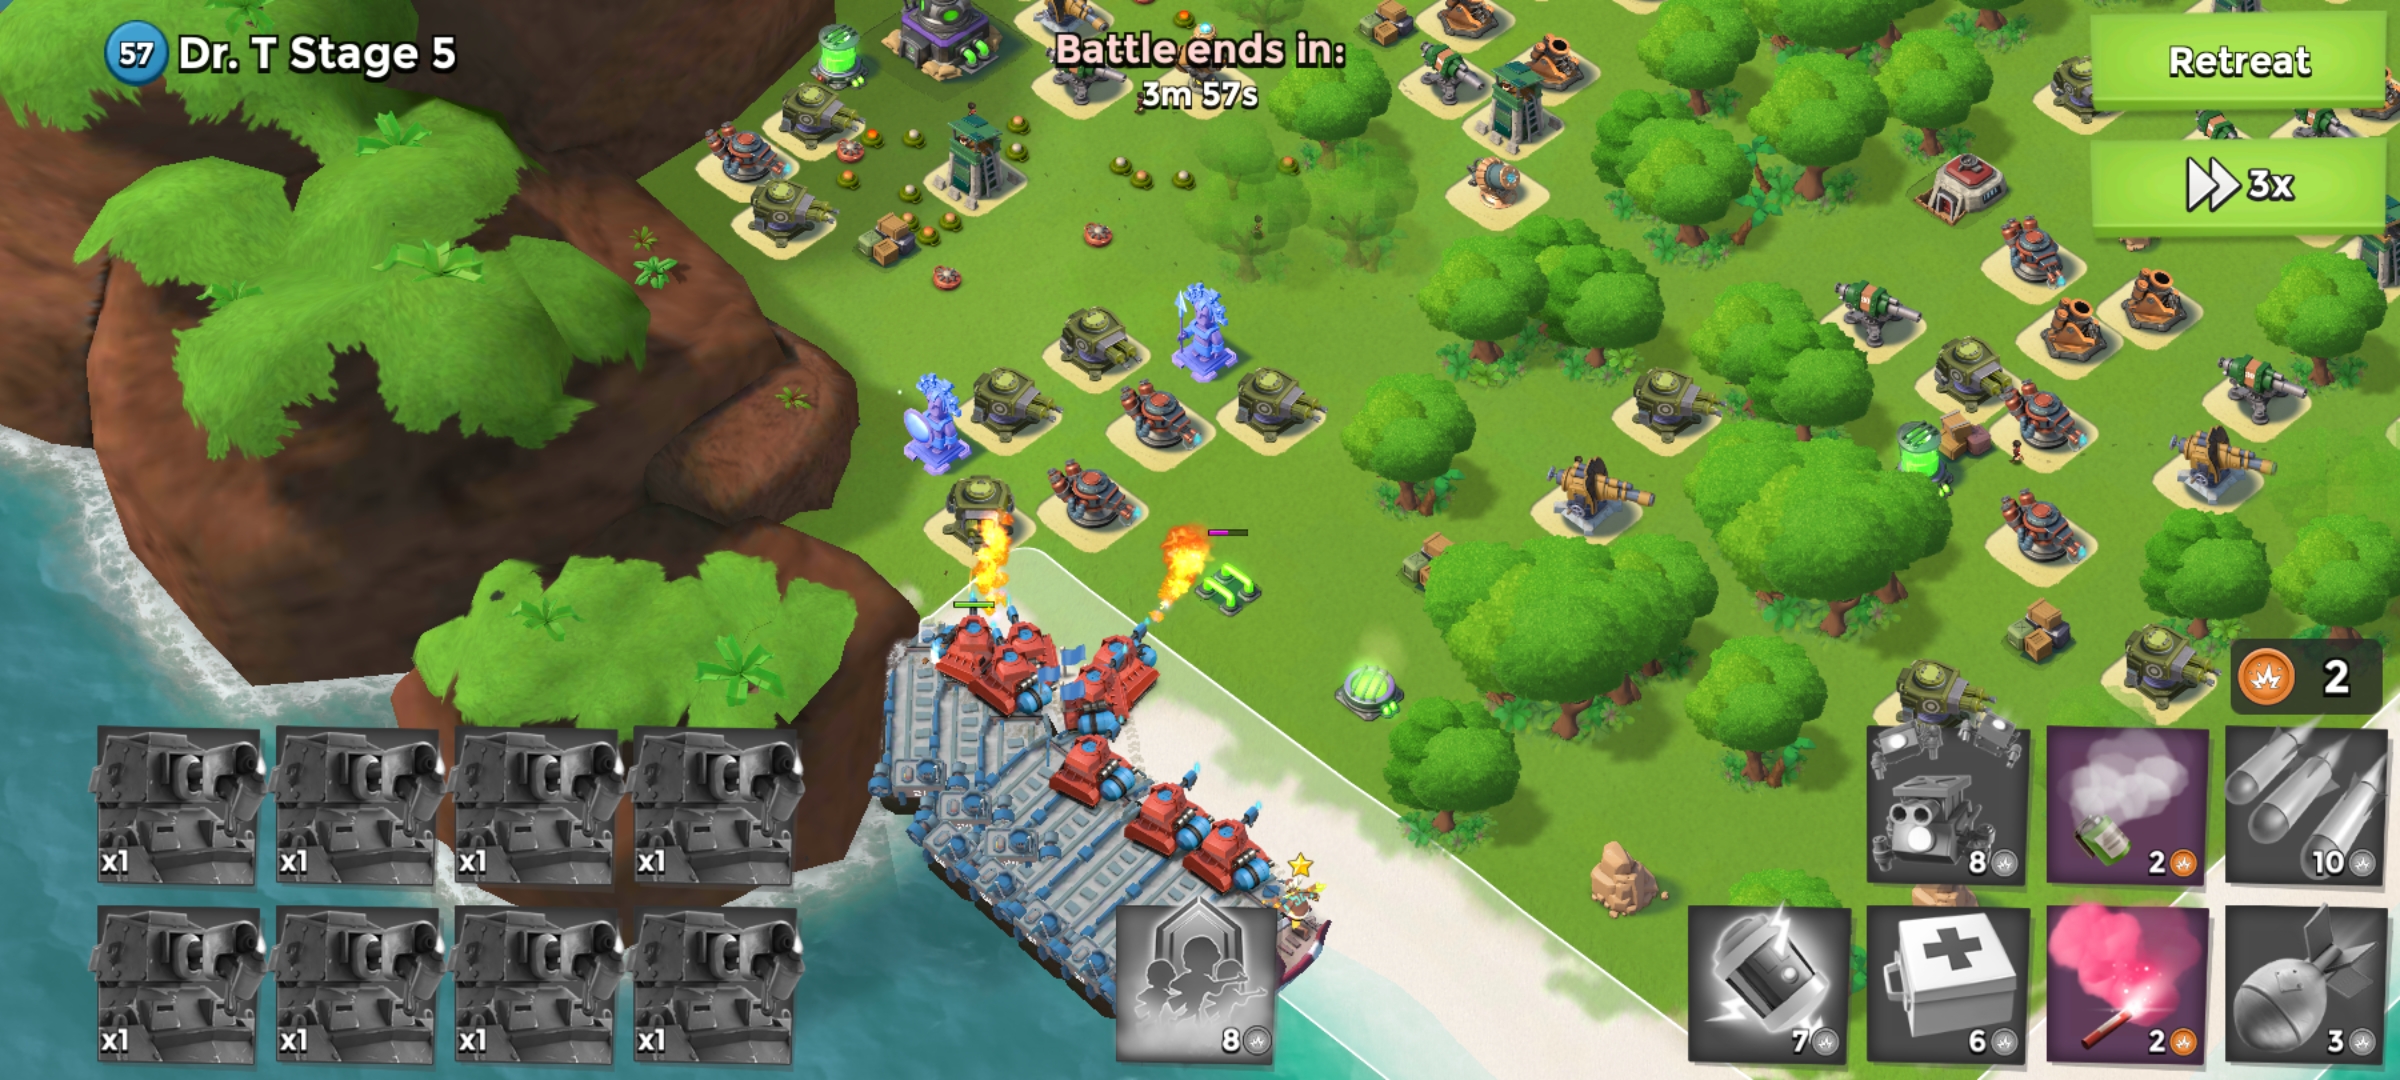 57 Dr. T Stage 5
Battle ends in:
3m 57s
Retreat
3x
2
x1 x1 x1 x1
8 2 10
x1 x1 x1 x1
8
7 6 2 3